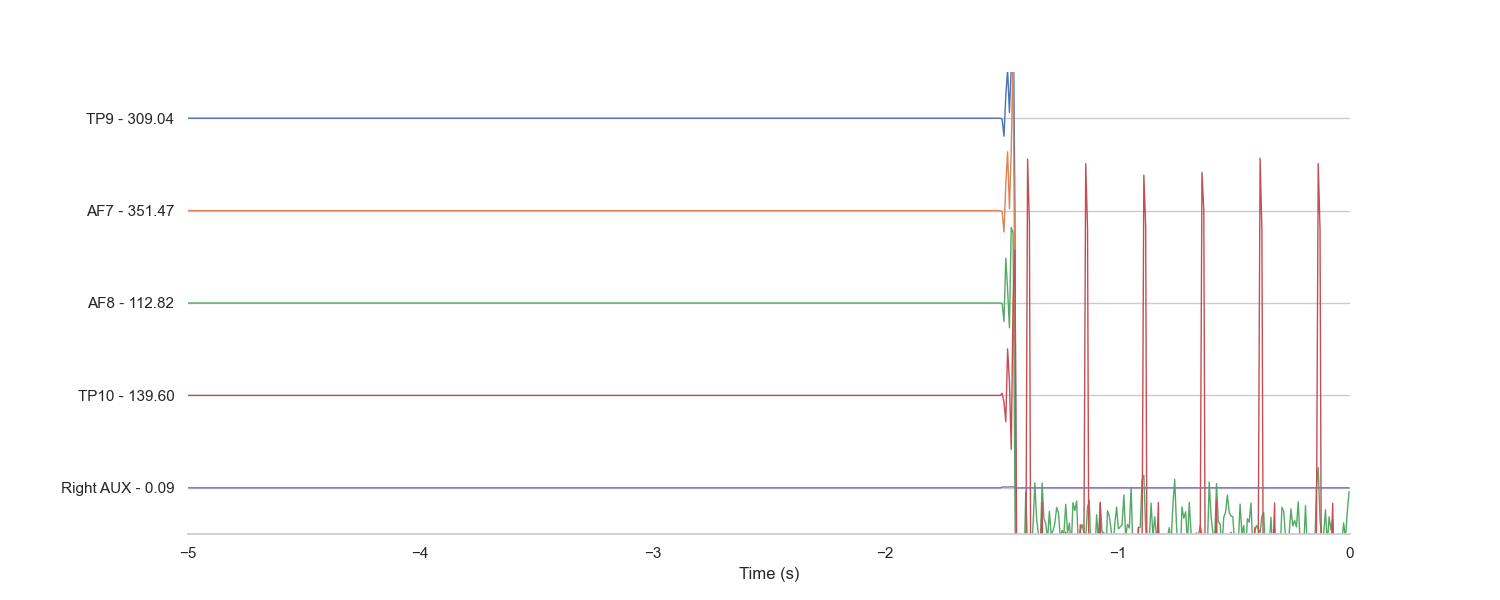 TP9 - 309.04
AF7 - 351.47
AF8 - 112.82
TP10 - 139.60
Right AUX - 0.09
−5 −4 −3 −2 −1 0
Time (s)